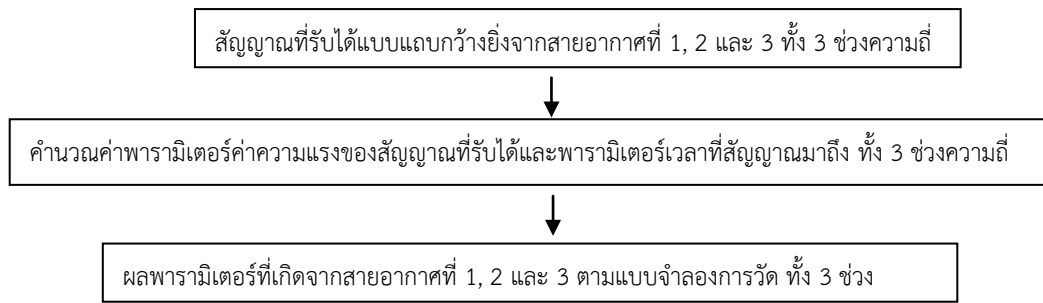 สัญญาณที่รับได้แบบแถบกว้างยิ่งจากสายอากาศที่ 1, 2 และ 3 ทั้ง 3 ช่วงความถี่
คำนวณค่าพารามิเตอร์ค่าความแรงของสัญญาณที่รับได้และพารามิเตอร์เวลาที่สัญญาณมาถึง ทั้ง 3 ช่วงความถี่
ผลพารามิเตอร์ที่เกิดจากสายอากาศที่ 1, 2 และ 3 ตามแบบจำลองการวัด ทั้ง 3 ช่วง